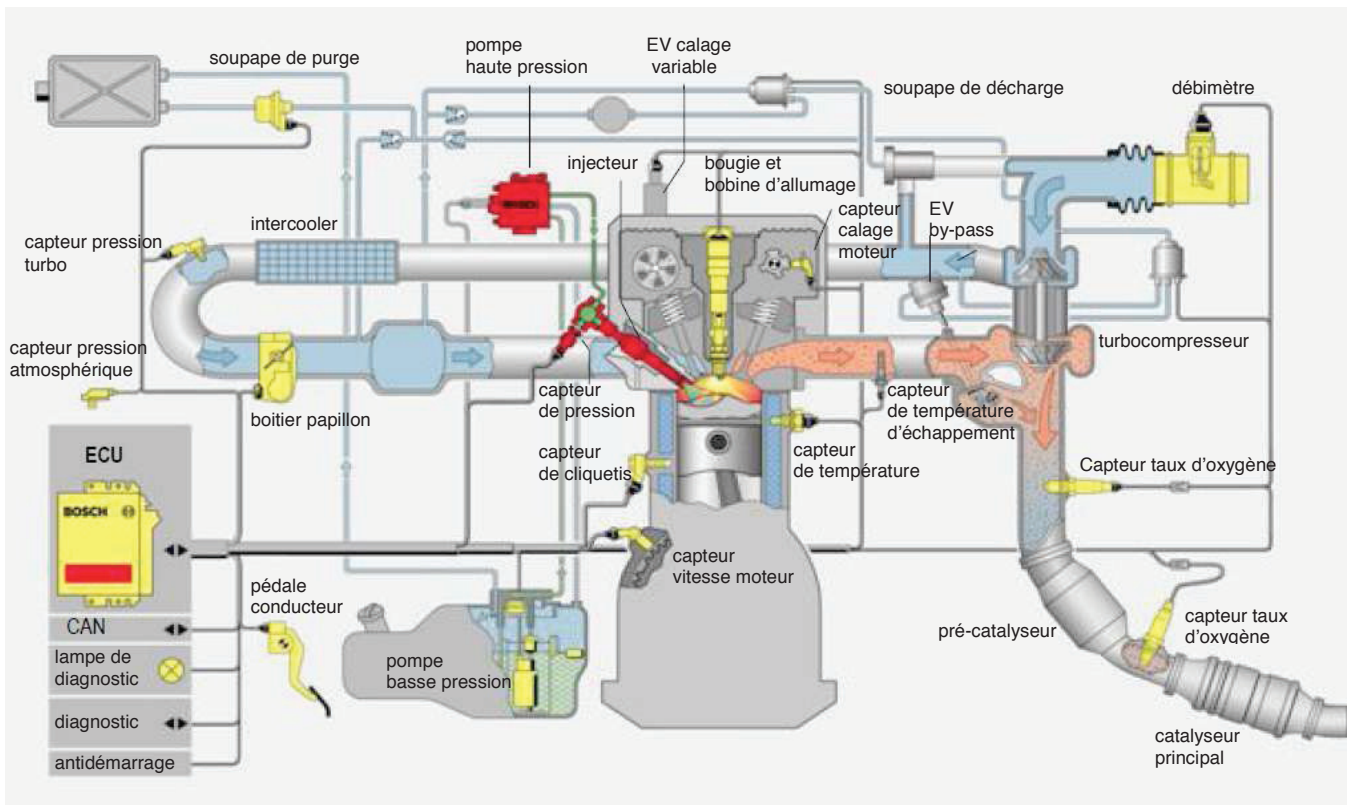 soupape de purge
pompe
haute pression
EV calage
variable
soupape de décharge
débimètre
injecteur
bougie et
bobine d'allumage
capteur
calage
moteur
EV
by-pass
intercooler
capteur pression
turbo
BOSCH
turbocompresseur
capteur pression
atmosphérique
boitier papillon
capteur
de pression
capteur
de température
d'échappement
capteur
de cliquetis
capteur
de température
Capteur taux d'oxygène
ECU
BOSCH
capteur
vitesse moteur
pédale
conducteur
CAN
lampe de
diagnostic
diagnostic
antidémarrage
pompe
basse pression
pré-catalyseur
capteur taux
d'oxygène
catalyseur
principal